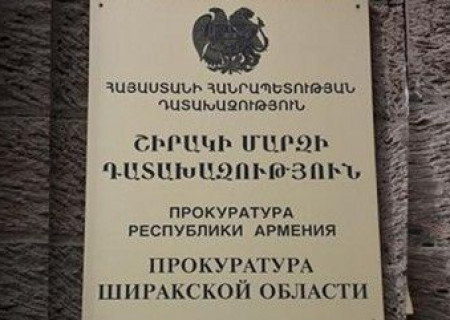 ՀԱՅԱՍՏԱՆԻ ՀԱՆՐԱՊԵՏՈՒԹՅԱՆ
ԴԱՏԱԽԱԶՈՒԹՅՈՒՆ
ՇԻՐԱԿԻ ՄԱՐԶԻ
ԴԱՏԱԽԱԶՈՒԹՅՈՒՆ
ПРОКУРАТУРА
РЕСПУБЛИКИ АРМЕНИЯ
ПРОКУРАТУРА
ШИРАКСКОЙ ОБЛАСТИ